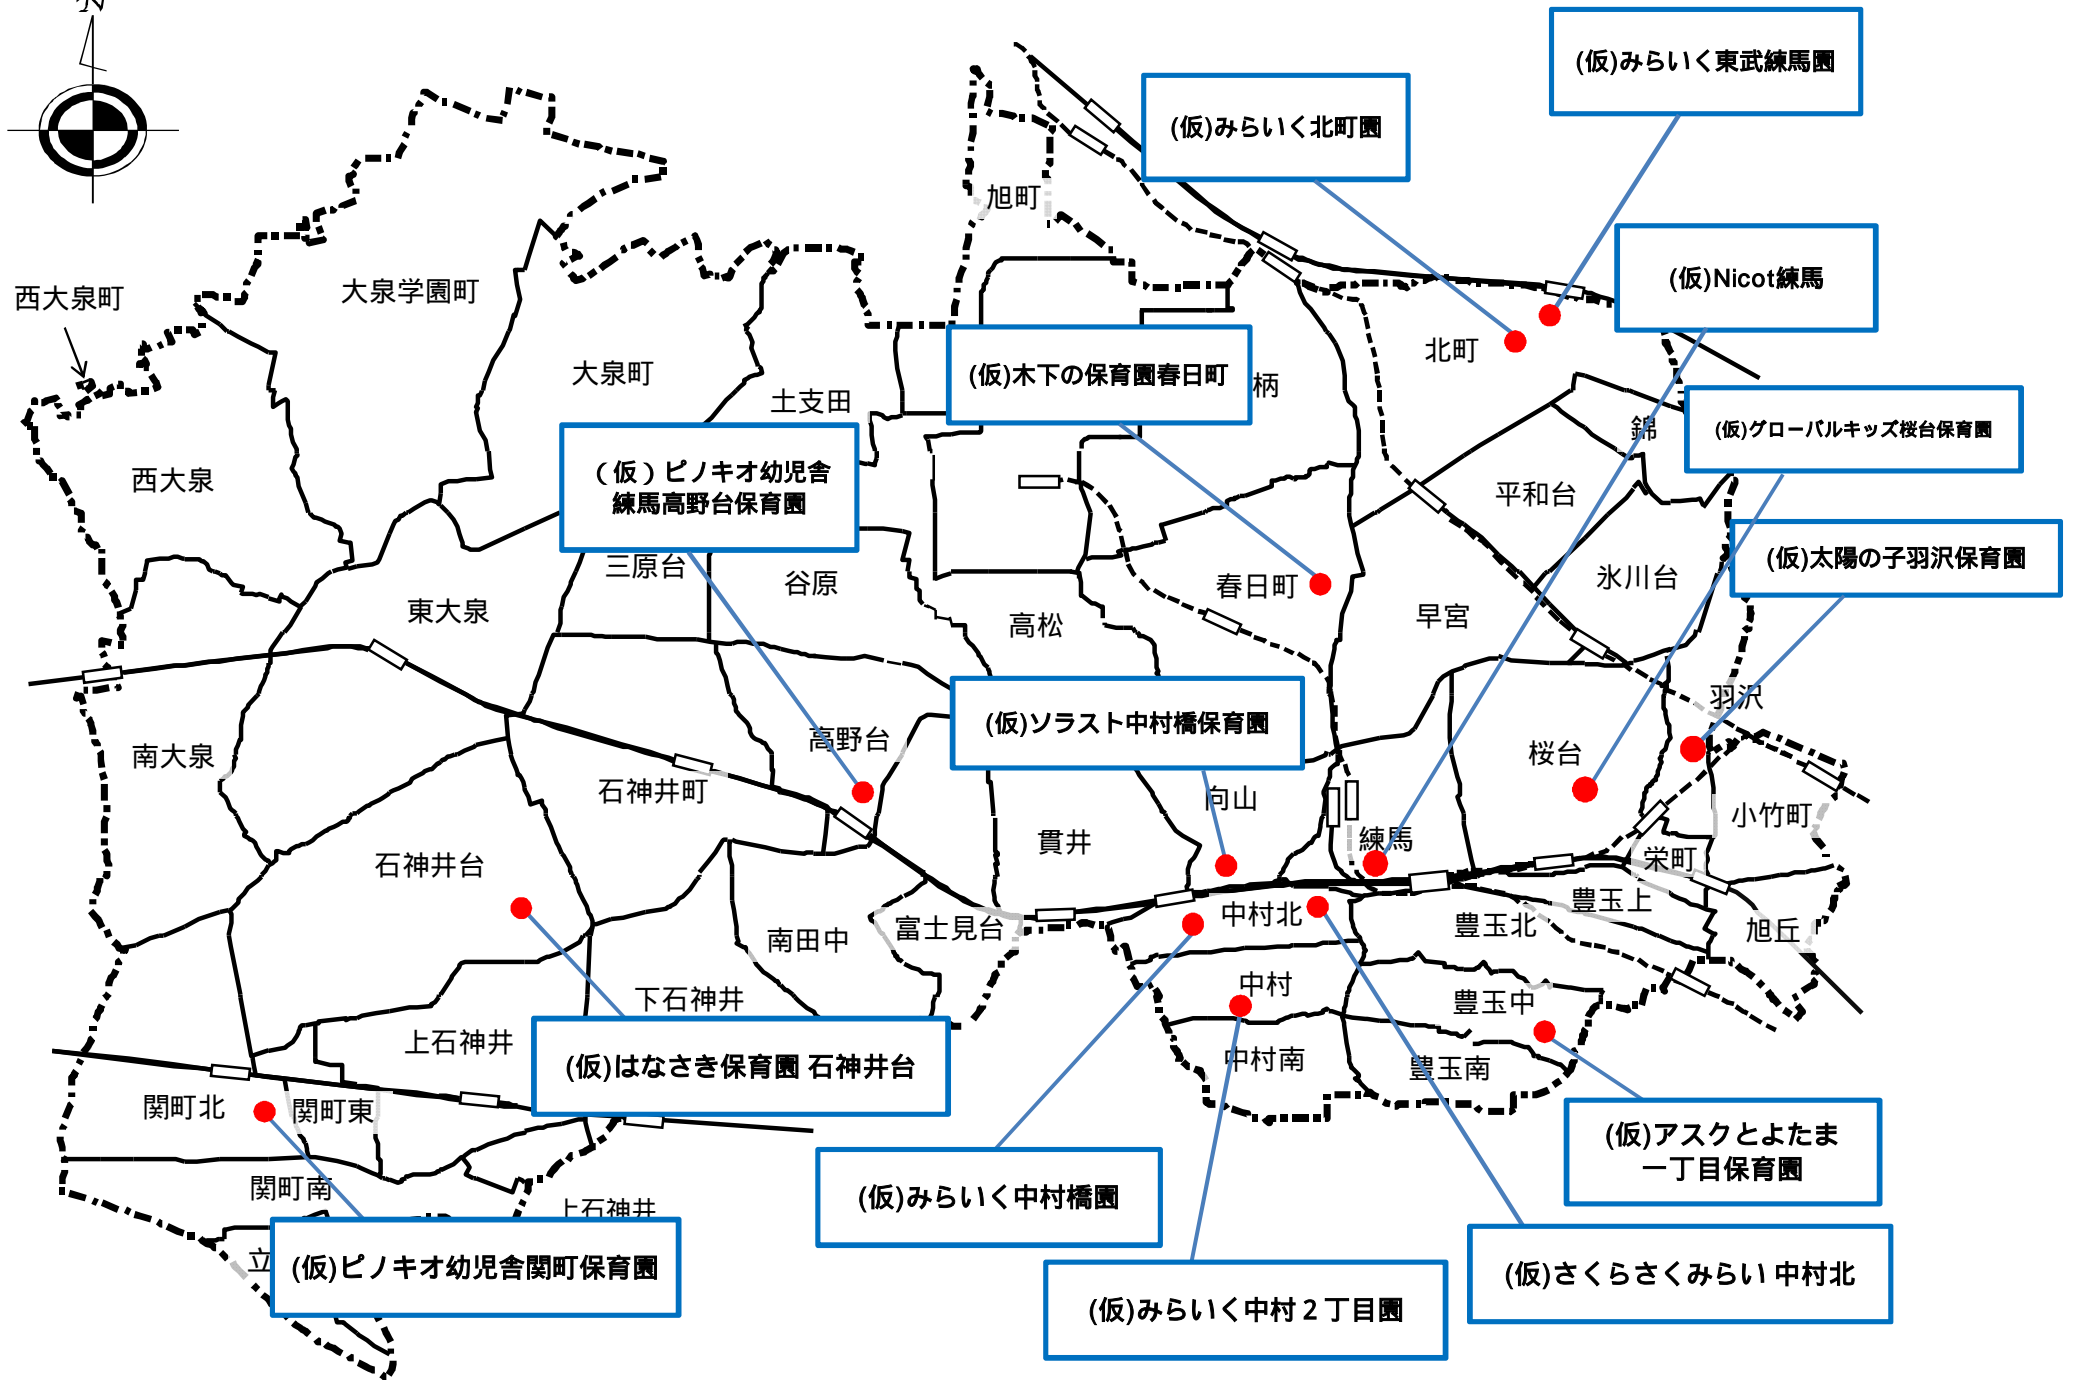 (仮)みらいく東武練馬園
(仮)みらいく北町園
旭町
(仮)Nicot練馬
大泉学園町
西大泉町
北町
大泉町
(仮)木下の保育園春日町
柄
土支田
錦
(仮)グローバルキッズ桜台保育園
西大泉
(仮)ピノキオ幼児舎
練馬高野台保育園
平和台
(仮)太陽の子羽沢保育園
三原台
谷原
春日町
氷川台
東大泉
高松
早宮
羽沢
(仮)ソラスト中村橋保育園
高野台
南大泉
桜台
石神井町
向山
小竹町
貫井
練馬
石神井台
栄町
豊玉上
富士見台
中村北
豊玉北
旭丘
南田中
中村
下石神井
豊玉中
上石神井
(仮)はなさき保育園 石神井台
中村南
豊玉南
関町北
関町東
(仮)アスクとよたま
一丁目保育園
関町南
(仮)みらいく中村橋園
上石神井
立
(仮)ピノキオ幼児舎関町保育園
(仮)さくらさくみらい 中村北
(仮)みらいく中村２丁目園